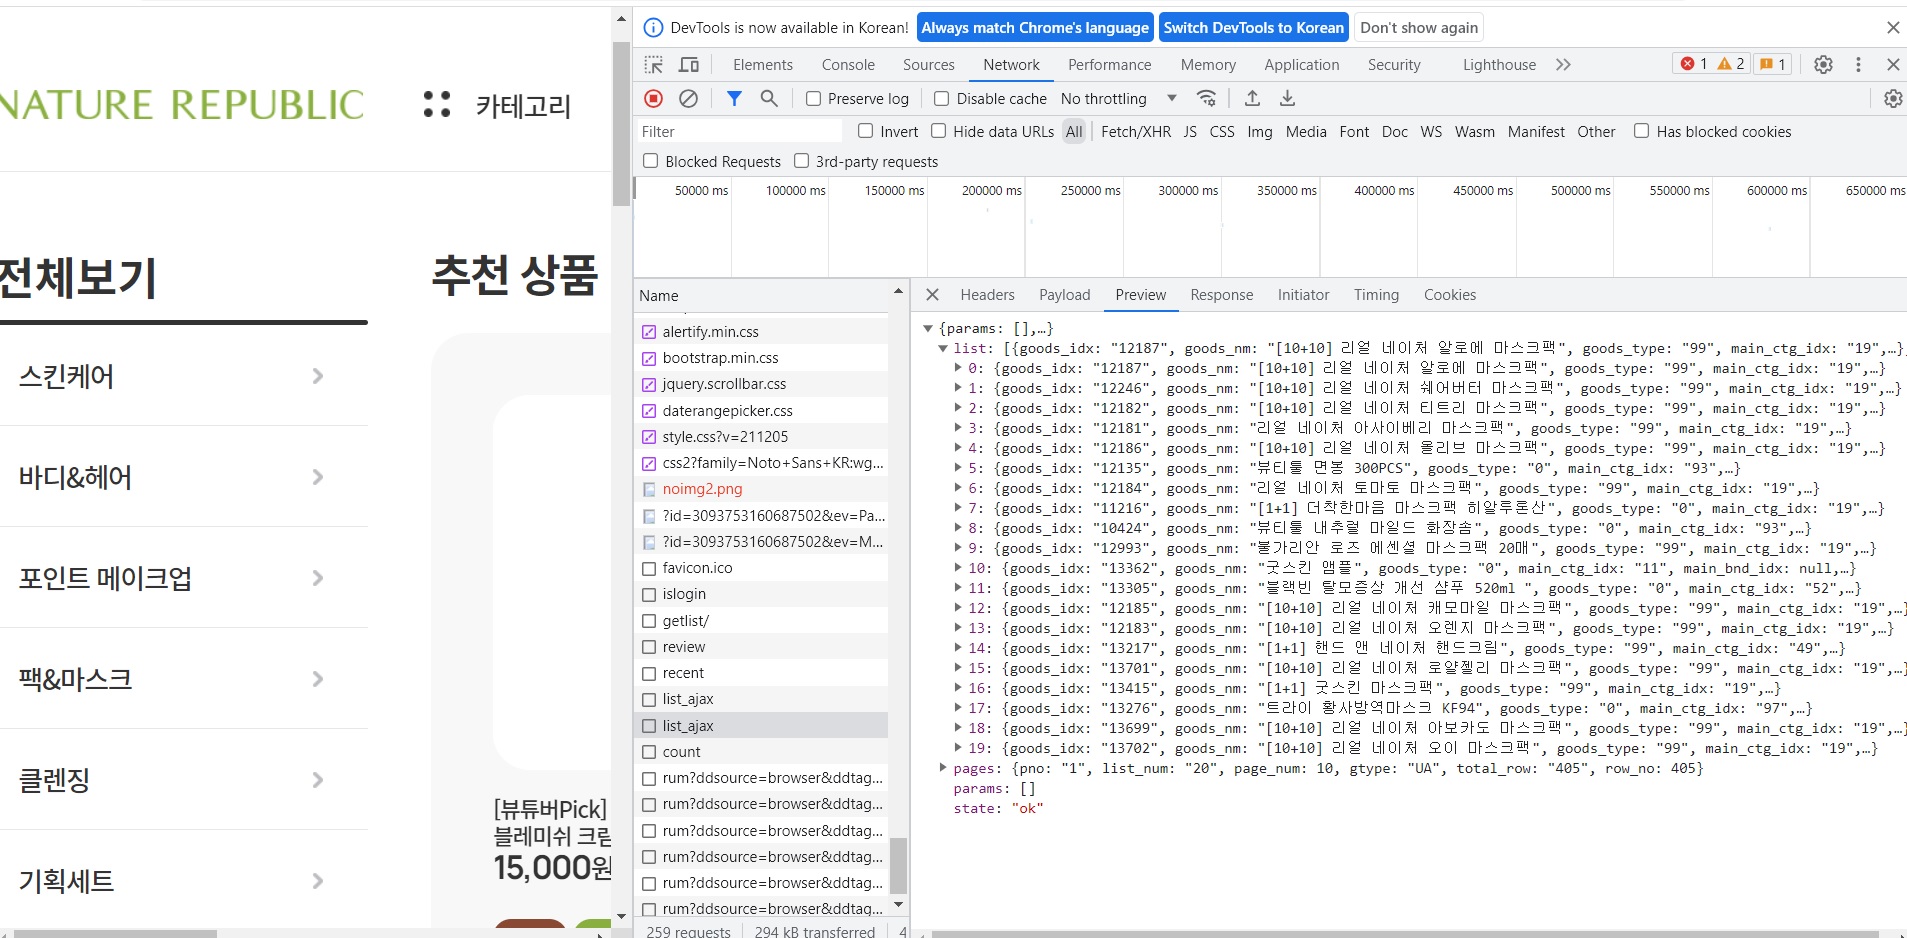 NATURE REPUBLIC
카테고리
전체보기
스킨케어
바디&헤어
포인트 메이크업
팩&마스크
클렌징
기획세트
추천 상품
[뷰튜버Pick]
블레미쉬 크림
15,000원
DevTools is now available in Korean! Always match Chrome's language Switch DevTools to Korean Don't show again
Elements Console Sources Network Performance Memory Application Security Lighthouse 1 2 1
Preserve log Disable cache No throttling
Filter Invert Hide data URLs All Fetch/XHR JS CSS Img Media Font Doc WS Wasm Manifest Other Has blocked cookies
Blocked Requests 3rd-party requests
50000 ms 100000 ms 150000 ms 200000 ms 250000 ms 300000 ms 350000 ms 400000 ms 450000 ms 500000 ms 550000 ms 600000 ms 650000 ms
Name
alertify.min.css
bootstrap.min.css
jquery.scrollbar.css
daterangepicker.css
style.css?v=211205
css2?family=Noto+Sans+KR:wg...
noimg2.png
?id=3093753160687502&ev=Pa...
?id=3093753160687502&ev=M...
favicon.ico
islogin
getlist/
review
recent
list_ajax
list_ajax
count
rum?ddsource=browser&ddtag...
rum?ddsource=browser&ddtag...
rum?ddsource=browser&ddtag...
rum?ddsource=browser&ddtag...
rum?ddsource=browser&ddtag...
rum?ddsource=browser&ddtag...
259 requests 294 kB transferred 4
Headers Payload Preview Response Initiator Timing Cookies
{params: [],…}
list: [{goods_idx: "12187", goods_nm: "[10+10] 리얼 네이처 알로에 마스크팩", goods_type: "99", main_ctg_idx: "19",…},
0: {goods_idx: "12187", goods_nm: "[10+10] 리얼 네이처 알로에 마스크팩", goods_type: "99", main_ctg_idx: "19",…}
1: {goods_idx: "12246", goods_nm: "[10+10] 리얼 네이처 쉐어버터 마스크팩", goods_type: "99", main_ctg_idx: "19",…}
2: {goods_idx: "12182", goods_nm: "[10+10] 리얼 네이처 티트리 마스크팩", goods_type: "99", main_ctg_idx: "19",…}
3: {goods_idx: "12181", goods_nm: "리얼 네이처 아사이베리 마스크팩", goods_type: "99", main_ctg_idx: "19",…}
4: {goods_idx: "12186", goods_nm: "[10+10] 리얼 네이처 올리브 마스크팩", goods_type: "99", main_ctg_idx: "19",…}
5: {goods_idx: "12135", goods_nm: "뷰티툴 면봉 300PCS", goods_type: "0", main_ctg_idx: "93",…}
6: {goods_idx: "12184", goods_nm: "리얼 네이처 토마토 마스크팩", goods_type: "99", main_ctg_idx: "19",…}
7: {goods_idx: "11216", goods_nm: "[1+1] 더착한마음 마스크팩 히알루론산", goods_type: "0", main_ctg_idx: "19",…}
8: {goods_idx: "10424", goods_nm: "뷰티툴 내추럴 마일드 화장솜", goods_type: "0", main_ctg_idx: "93",…}
9: {goods_idx: "12993", goods_nm: "불가리안 로즈 에센셜 마스크팩 20매", goods_type: "99", main_ctg_idx: "19",…}
10: {goods_idx: "13362", goods_nm: "굿스킨 앰플", goods_type: "0", main_ctg_idx: "11", main_bnd_idx: null,…}
11: {goods_idx: "13305", goods_nm: "블랙빈 탈모증상 개선 샴푸 520ml ", goods_type: "0", main_ctg_idx: "52",…}
12: {goods_idx: "12185", goods_nm: "[10+10] 리얼 네이처 캐모마일 마스크팩", goods_type: "99", main_ctg_idx: "19",…}
13: {goods_idx: "12183", goods_nm: "[10+10] 리얼 네이처 오렌지 마스크팩", goods_type: "99", main_ctg_idx: "19",…}
14: {goods_idx: "13217", goods_nm: "[1+1] 핸드 앤 네이처 핸드크림", goods_type: "99", main_ctg_idx: "49",…}
15: {goods_idx: "13701", goods_nm: "[10+10] 리얼 네이처 로얄젤리 마스크팩", goods_type: "99", main_ctg_idx: "19",…}
16: {goods_idx: "13415", goods_nm: "[1+1] 굿스킨 마스크팩", goods_type: "99", main_ctg_idx: "19",…}
17: {goods_idx: "13276", goods_nm: "트라이 황사방역마스크 KF94", goods_type: "0", main_ctg_idx: "97",…}
18: {goods_idx: "13699", goods_nm: "[10+10] 리얼 네이처 아보카도 마스크팩", goods_type: "99", main_ctg_idx: "19",…}
19: {goods_idx: "13702", goods_nm: "[10+10] 리얼 네이처 오이 마스크팩", goods_type: "99", main_ctg_idx: "19",…}
pages: {pno: "1", list_num: "20", page_num: 10, gtype: "UA", total_row: "405", row_no: 405}
params: []
state: "ok"